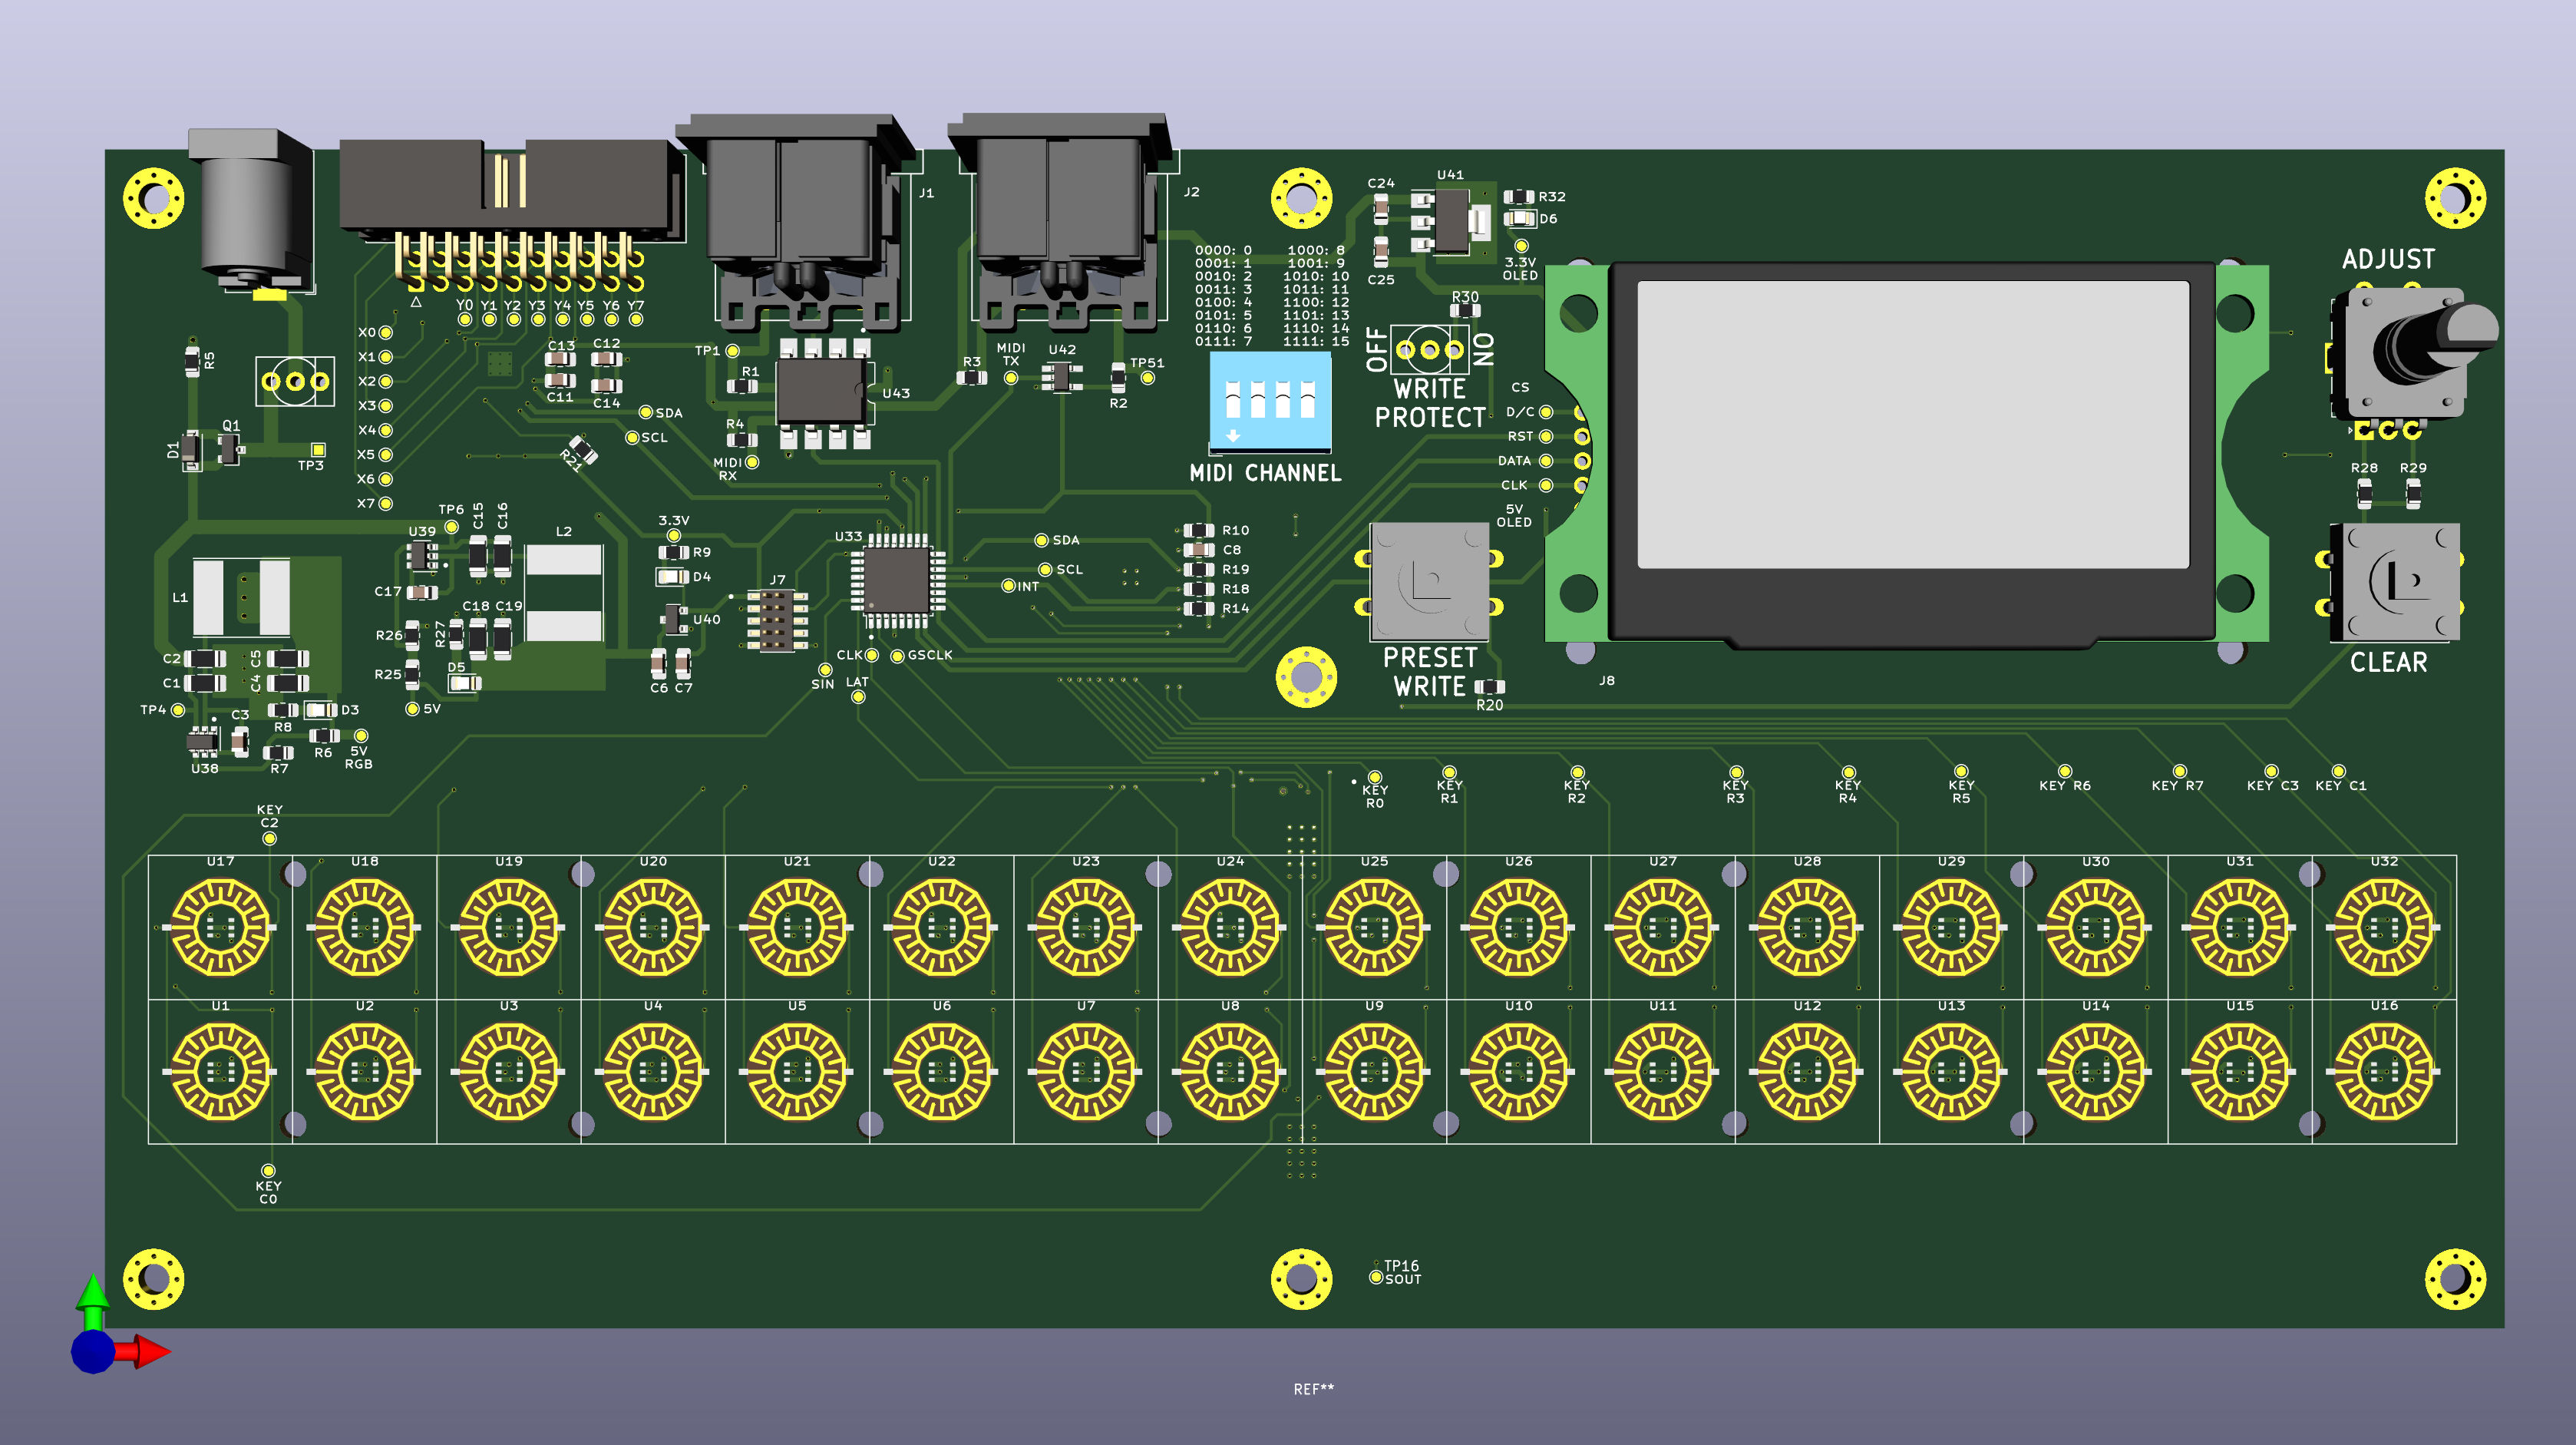 J1
J2
C24
U41
R32
D6
3.3V
OLED
C25
0000: 0
0001: 1
0010: 2
0011: 3
0100: 4
0101: 5
0110: 6
0111: 7
1000: 8
1001: 9
1010: 10
1011: 11
1100: 12
1101: 13
1110: 14
1111: 15
MIDI CHANNEL
R30
OFF
ON
WRITE
PROTECT
ADJUST
Y0 Y1 Y2 Y3 Y4 Y5 Y6 Y7
X0
X1
X2
X3
X4
X5
X6
X7
R5
D1
Q1
TP3
C13
C12
C11
C14
SDA
SCL
R21
TP1
R1
R4
MIDI
RX
U43
R3
MIDI
TX
U42
TP51
R2
CS
D/C
RST
DATA
CLK
5V
OLED
R28
R29
TP6
C15
C16
U39
L2
3.3V
R9
D4
U40
J7
U33
SDA
SCL
INT
R10
C8
R19
R18
R14
L1
C17
C18
C19
R26
R27
R25
D5
5V
C2
C1
C5
C4
TP4
C3
R8
D3
R6
5V
RGB
R7
U38
C6
C7
SIN
CLK
GSCLK
LAT
PRESET
WRITE
R20
J8
CLEAR
KEY
R0
KEY
R1
KEY
R2
KEY
R3
KEY
R4
KEY
R5
KEY R6
KEY R7
KEY C3
KEY C1
KEY
C2
U17 U18 U19 U20 U21 U22 U23 U24 U25 U26 U27 U28 U29 U30 U31 U32
U1 U2 U3 U4 U5 U6 U7 U8 U9 U10 U11 U12 U13 U14 U15 U16
KEY
C0
TP16
SOUT
REF**